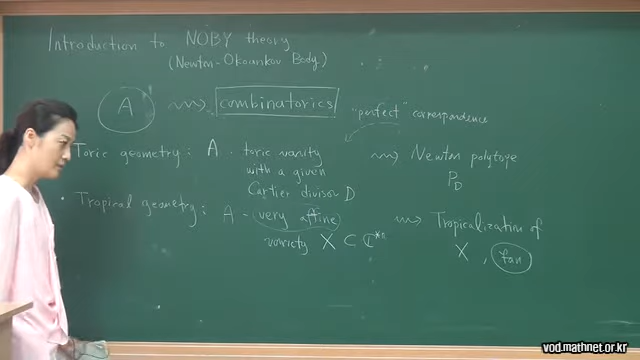 Introduction to NOBY theory
(Newton-Okounkov Body)
A ⇝ combinatorics
"perfect" correspondence
Toric geometry : A - toric variety ⇝ Newton polytope
with a given P_D
Cartier divisor D
• Tropical geometry : A - very affine ⇝ Tropicalization of
variety X ⊂ ℂ*ⁿ X , fan
vod.mathnet.or.kr